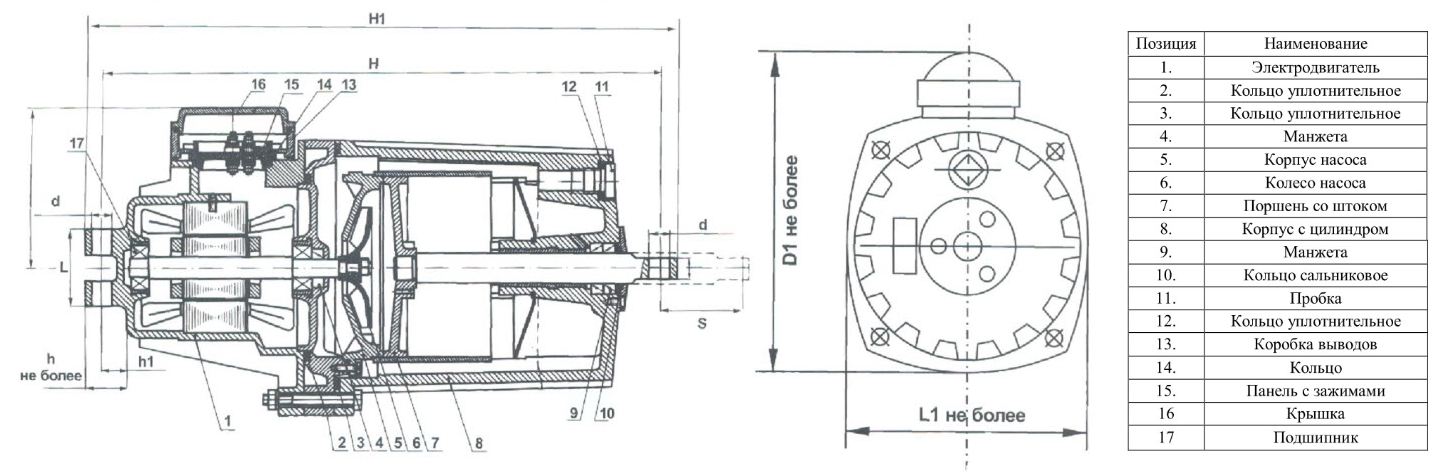 H1
H
16
15
14
13
12
11
17
d
d
L
S
h
не более
h1
1
2
3
4
5
6
7
8
9
10
D1 не более
L1 не более
Позиция Наименование
1. Электродвигатель
2. Кольцо уплотнительное
3. Кольцо уплотнительное
4. Манжета
5. Корпус насоса
6. Колесо насоса
7. Поршень со штоком
8. Корпус с цилиндром
9. Манжета
10. Кольцо сальниковое
11. Пробка
12. Кольцо уплотнительное
13. Коробка выводов
14. Кольцо
15. Панель с зажимами
16 Крышка
17 Подшипник